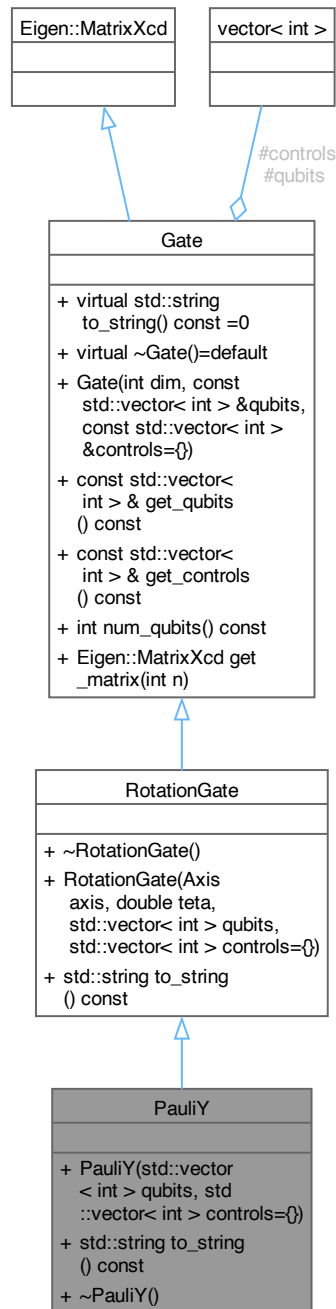 Eigen::MatrixXcd
vector< int >
#controls
#qubits
Gate
+ virtual std::string
to_string() const =0
+ virtual ~Gate()=default
+ Gate(int dim, const
std::vector< int > &qubits,
const std::vector< int >
&controls={})
+ const std::vector<
int > & get_qubits
() const
+ const std::vector<
int > & get_controls
() const
+ int num_qubits() const
+ Eigen::MatrixXcd get
_matrix(int n)
RotationGate
+ ~RotationGate()
+ RotationGate(Axis
axis, double teta,
std::vector< int > qubits,
std::vector< int > controls={})
+ std::string to_string
() const
PauliY
+ PauliY(std::vector
< int > qubits, std
::vector< int > controls={})
+ std::string to_string
() const
+ ~PauliY()